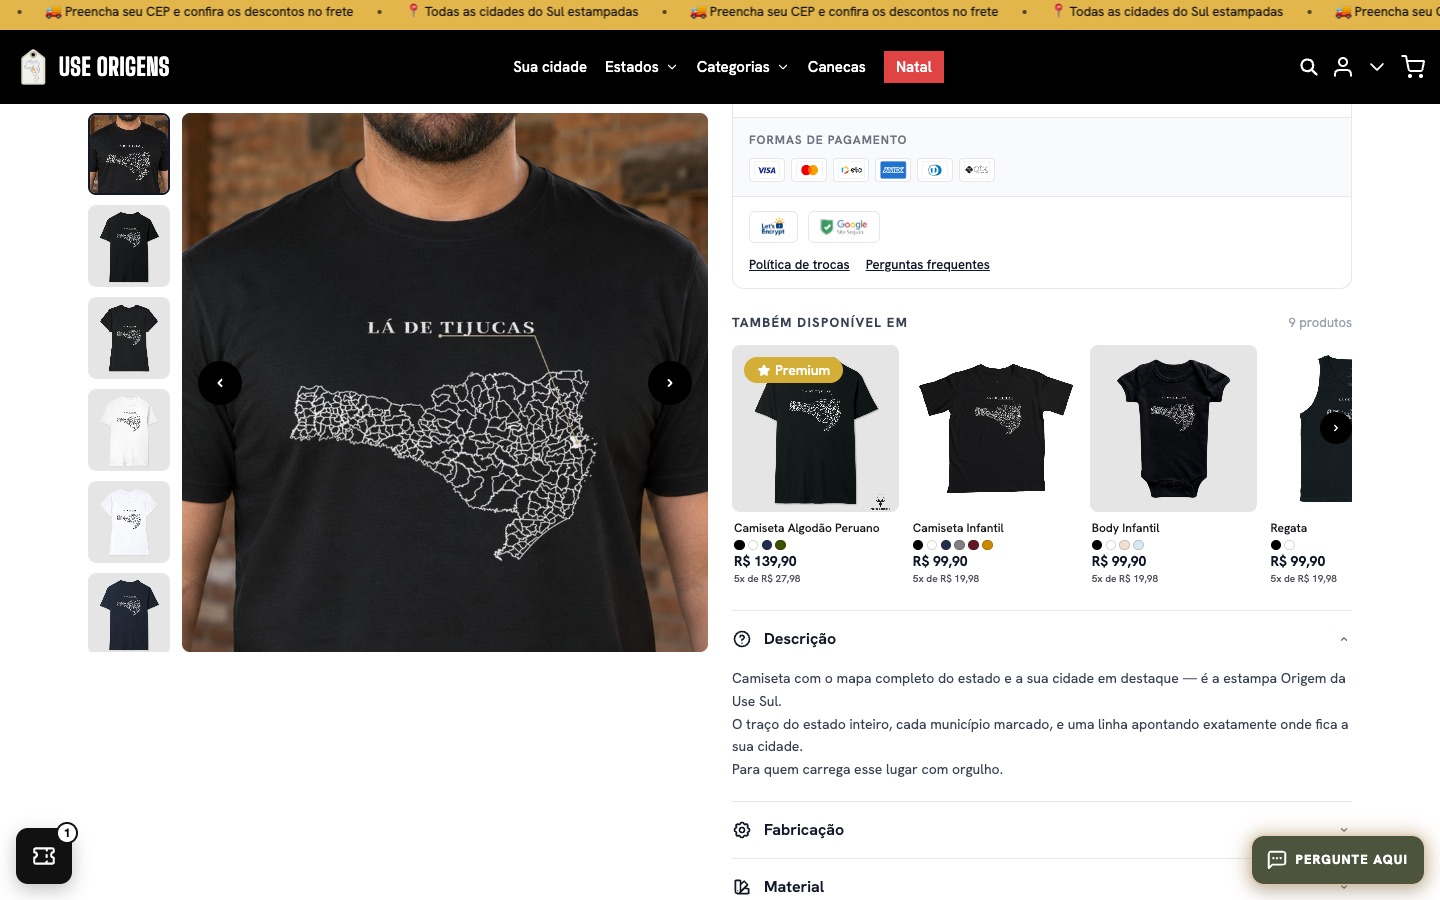 • 🚚 Preencha seu CEP e confira os descontos no frete • 📍 Todas as cidades do Sul estampadas • 🚚 Preencha seu CEP e confira os descontos no frete • 📍 Todas as cidades do Sul estampadas • 🚚 Preencha seu
USE ORIGENS
Sua cidade Estados Categorias Canecas Natal
FORMAS DE PAGAMENTO
VISA elo AMEX
Let's Encrypt Google
Política de trocas Perguntas frequentes
LÁ DE TIJUCAS
TAMBÉM DISPONÍVEL EM 9 produtos
Premium
Camiseta Algodão Peruano Camiseta Infantil Body Infantil Regata
R$ 139,90 R$ 99,90 R$ 99,90 R$ 99,90
5x de R$ 27,98 5x de R$ 19,98 5x de R$ 19,98 5x de R$ 19,98
Descrição
Camiseta com o mapa completo do estado e a sua cidade em destaque — é a estampa Origem da
Use Sul.
O traço do estado inteiro, cada município marcado, e uma linha apontando exatamente onde fica a
sua cidade.
Para quem carrega esse lugar com orgulho.
Fabricação
1
PERGUNTE AQUI
Material